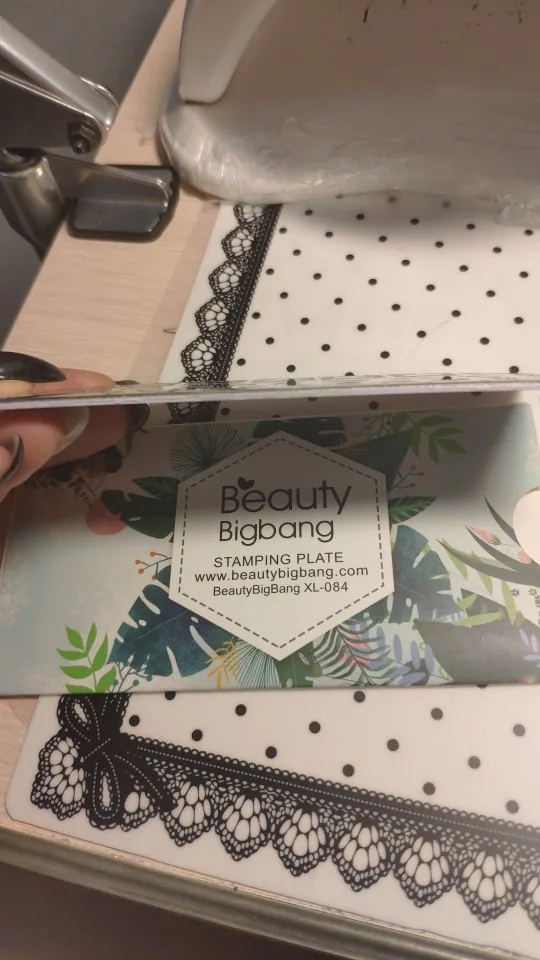 Beauty
Bigbang
STAMPING PLATE
www.beautybigbang.com
BeautyBigBang XL-084